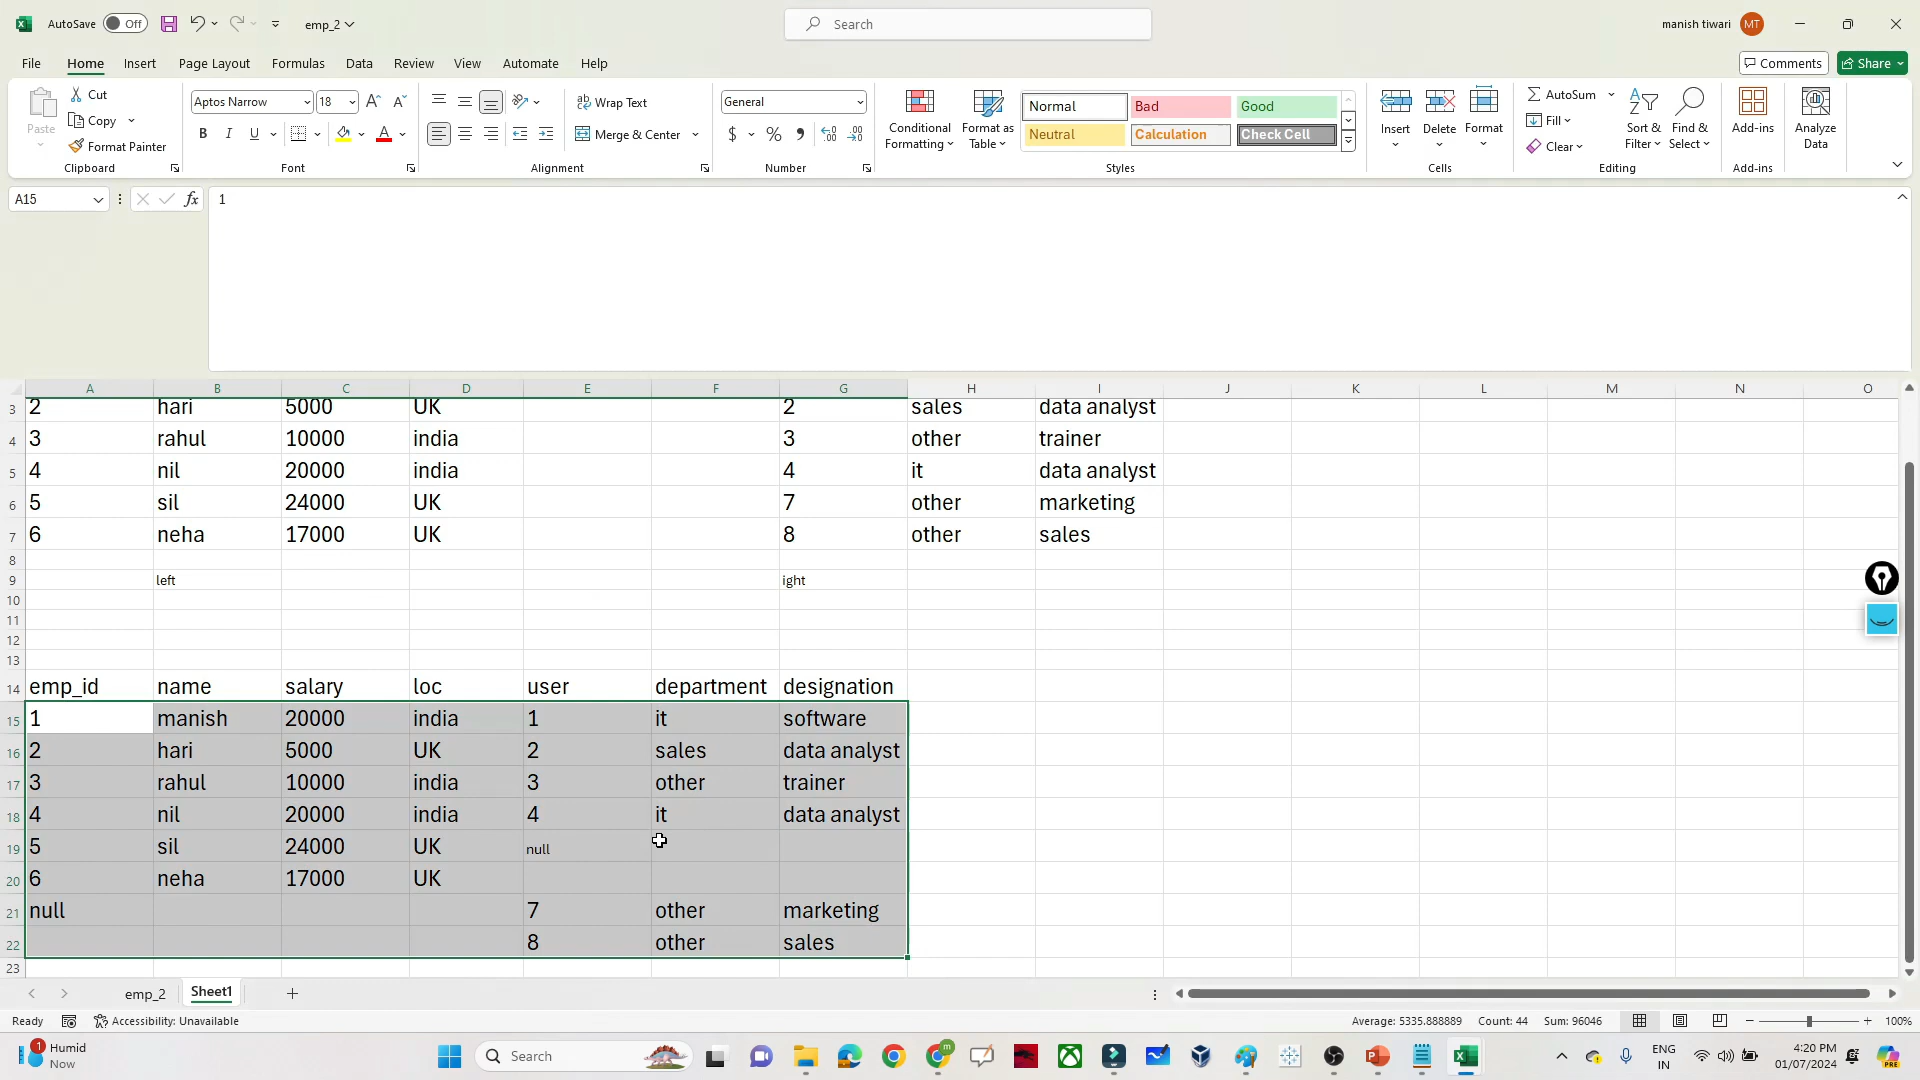 AutoSave Off emp_2 Search manish tiwari MT
File Home Insert Page Layout Formulas Data Review View Automate Help Comments Share
Paste Cut Copy Format Painter Clipboard
Aptos Narrow 18 B I U A Font
Wrap Text Merge & Center Alignment
General $ % Number
Conditional Formatting Format as Table
Normal Bad Good
Neutral Calculation Check Cell
Styles
Insert Delete Format Cells
AutoSum Fill Clear Sort & Filter Find & Select Editing
Add-ins Add-ins
Analyze Data
A15 fx 1
A B C D E F G H I J K L M N O
3 2 hari 5000 UK 2 sales data analyst
4 3 rahul 10000 india 3 other trainer
5 4 nil 20000 india 4 it data analyst
6 5 sil 24000 UK 7 other marketing
7 6 neha 17000 UK 8 other sales
8
9 left ight
10
11
12
13
14 emp_id name salary loc user department designation
15 1 manish 20000 india 1 it software
16 2 hari 5000 UK 2 sales data analyst
17 3 rahul 10000 india 3 other trainer
18 4 nil 20000 india 4 it data analyst
19 5 sil 24000 UK null
20 6 neha 17000 UK
21 null 7 other marketing
22 8 other sales
23
emp_2 Sheet1
Ready Accessibility: Unavailable Average: 5335.888889 Count: 44 Sum: 96046 100%
1 Humid Now Search ENG IN 4:20 PM 01/07/2024 PRE